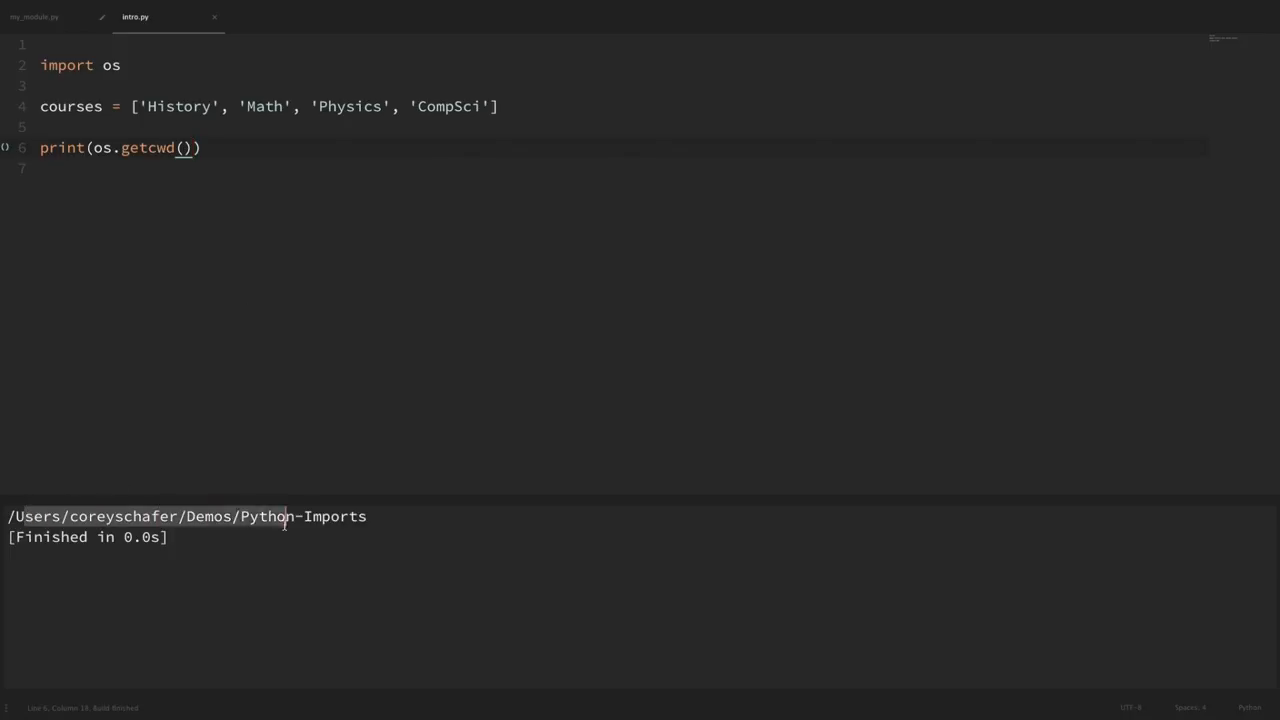 my_module.py intro.py ×
1
2 import os
3
4 courses = ['History', 'Math', 'Physics', 'CompSci']
5
() 6 print(os.getcwd())
7
/Users/coreyschafer/Demos/Python-Imports
[Finished in 0.0s]
Line 6, Column 18, Build finished UTF-8 Spaces: 4 Python